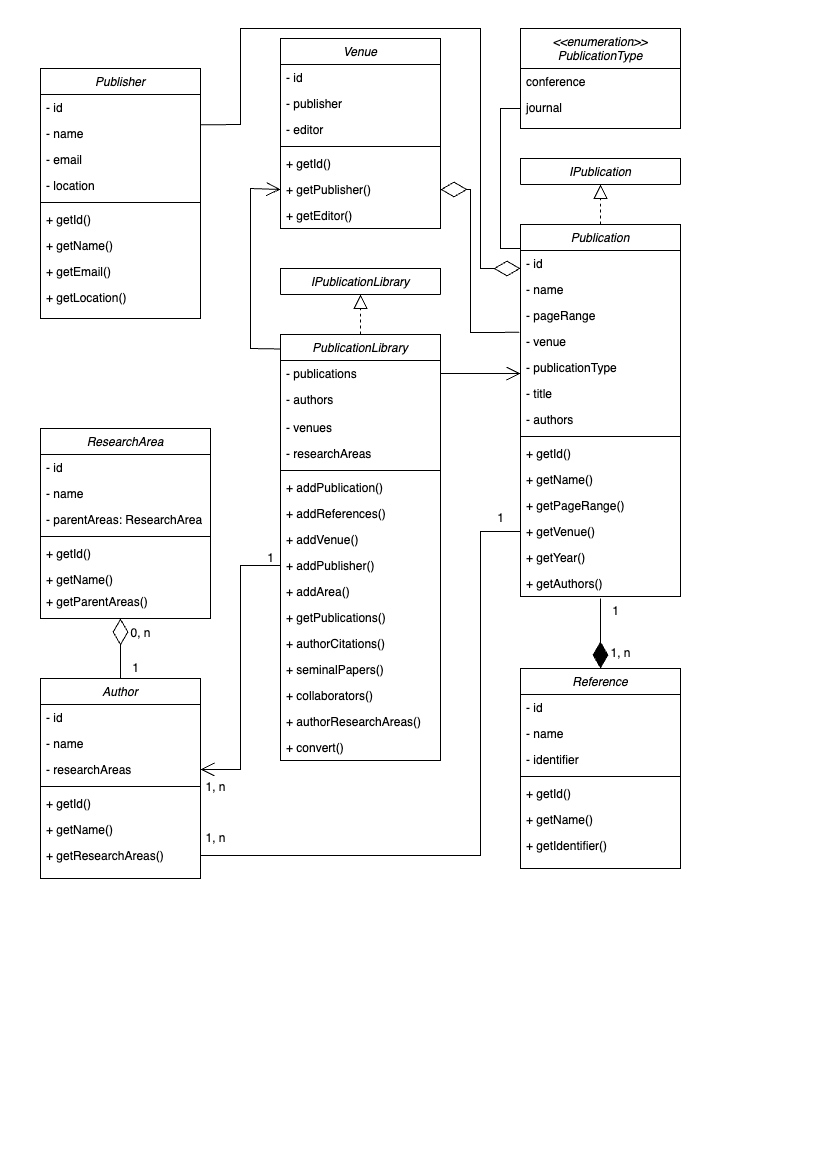 Publisher
- id
- name
- email
- location
+ getId()
+ getName()
+ getEmail()
+ getLocation()
Venue
- id
- publisher
- editor
+ getId()
+ getPublisher()
+ getEditor()
<<enumeration>>
PublicationType
conference
journal
IPublication
Publication
- id
- name
- pageRange
- venue
- publicationType
- title
- authors
+ getId()
+ getName()
+ getPageRange()
+ getVenue()
+ getYear()
+ getAuthors()
IPublicationLibrary
PublicationLibrary
- publications
- authors
- venues
- researchAreas
+ addPublication()
+ addReferences()
+ addVenue()
+ addPublisher()
+ addArea()
+ getPublications()
+ authorCitations()
+ seminalPapers()
+ collaborators()
+ authorResearchAreas()
+ convert()
ResearchArea
- id
- name
- parentAreas: ResearchArea
+ getId()
+ getName()
+ getParentAreas()
0, n
1
Author
- id
- name
- researchAreas
+ getId()
+ getName()
+ getResearchAreas()
1
1, n
1, n
1
1
1, n
Reference
- id
- name
- identifier
+ getId()
+ getName()
+ getIdentifier()